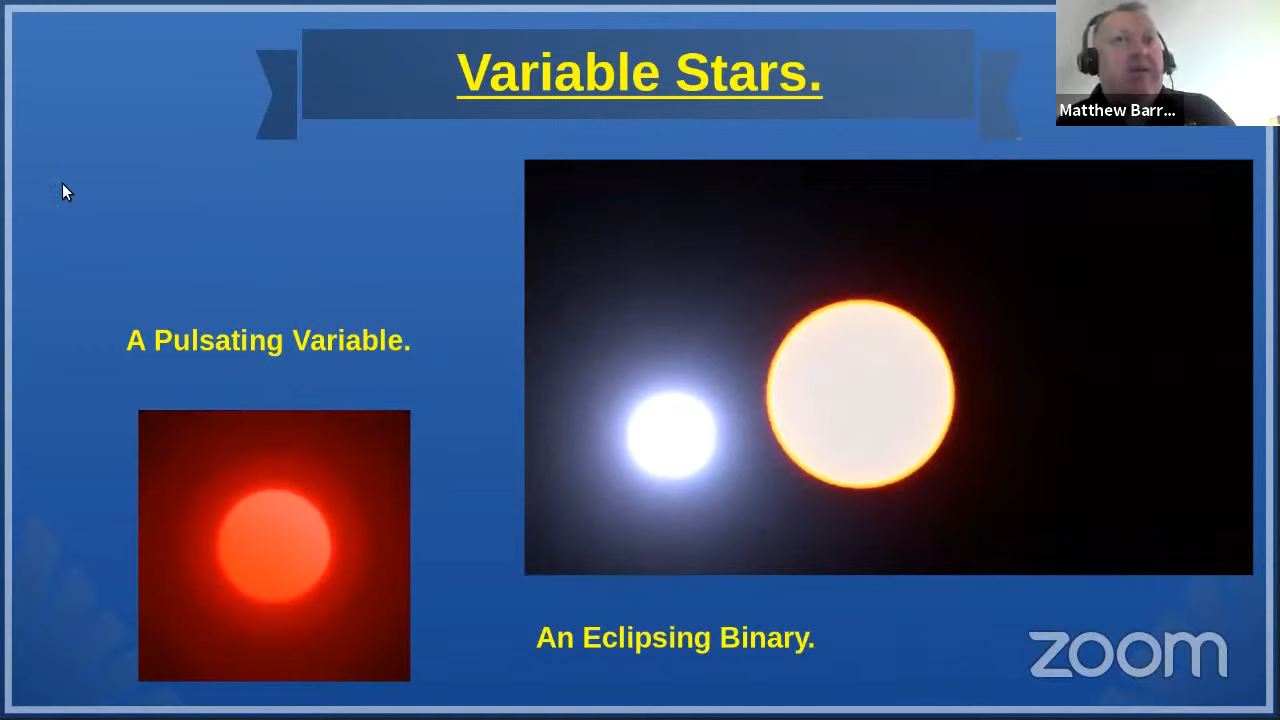 Variable Stars.
Matthew Barr...
A Pulsating Variable.
An Eclipsing Binary.
zoom